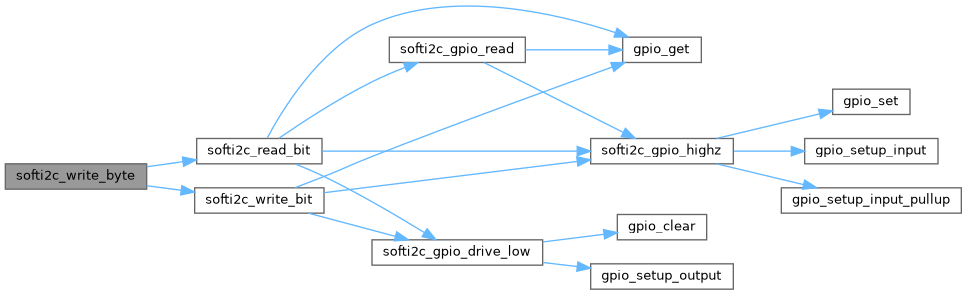 softi2c_write_byte
softi2c_read_bit
softi2c_write_bit
softi2c_gpio_read
softi2c_gpio_drive_low
gpio_get
softi2c_gpio_highz
gpio_clear
gpio_setup_output
gpio_set
gpio_setup_input
gpio_setup_input_pullup